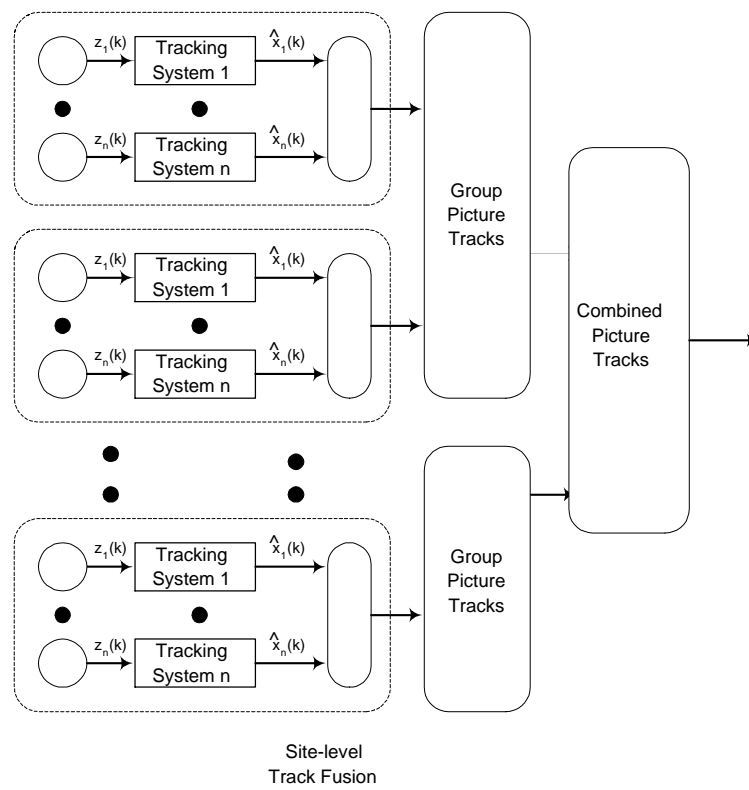 z₁(k)
Tracking
System 1
x̂₁(k)
zₙ(k)
Tracking
System n
x̂ₙ(k)
Group
Picture
Tracks
z₁(k)
Tracking
System 1
x̂₁(k)
zₙ(k)
Tracking
System n
x̂ₙ(k)
Combined
Picture
Tracks
z₁(k)
Tracking
System 1
x̂₁(k)
zₙ(k)
Tracking
System n
x̂ₙ(k)
Group
Picture
Tracks
Site-level
Track Fusion